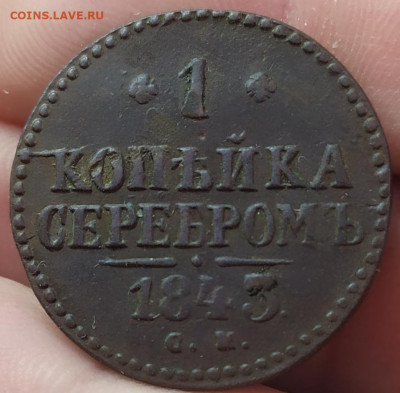 COINS.LAVE.RU
1
КОПѢЙКА
СЕРЕБРОМЪ
1843.
С. М.